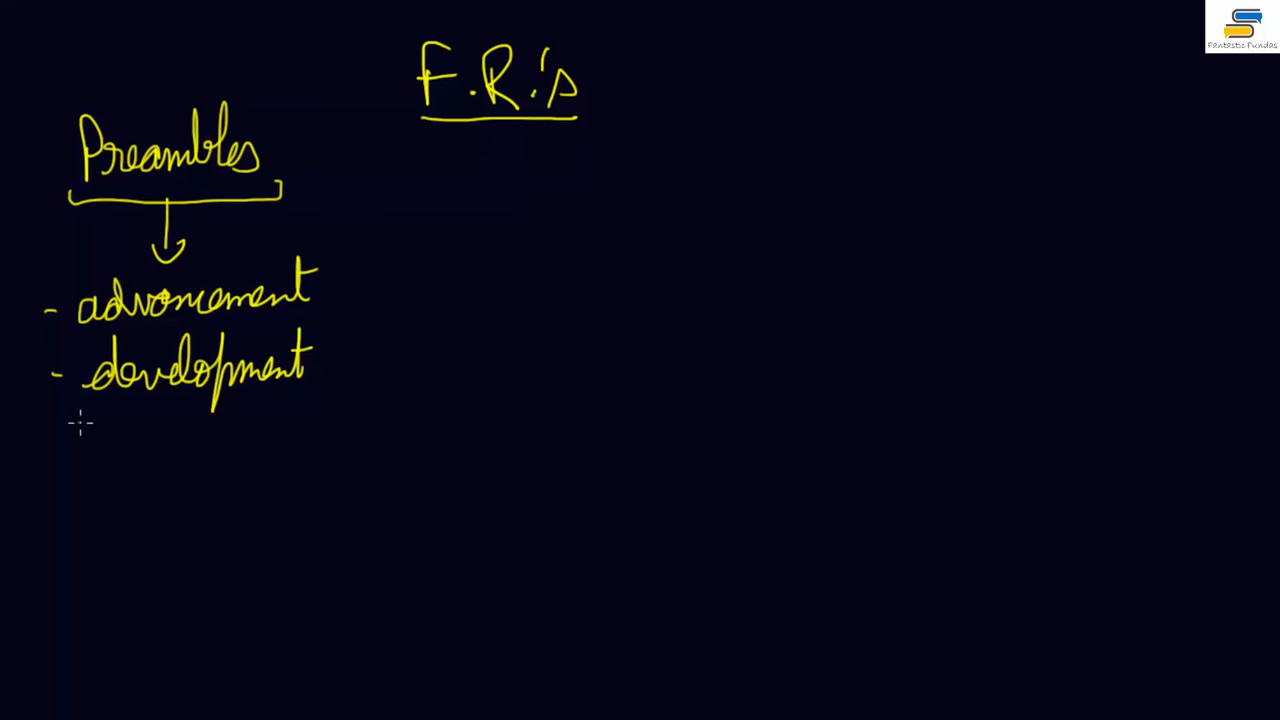 F.R.'s
Preambles
- advancement
- development
Fantastic Fundas